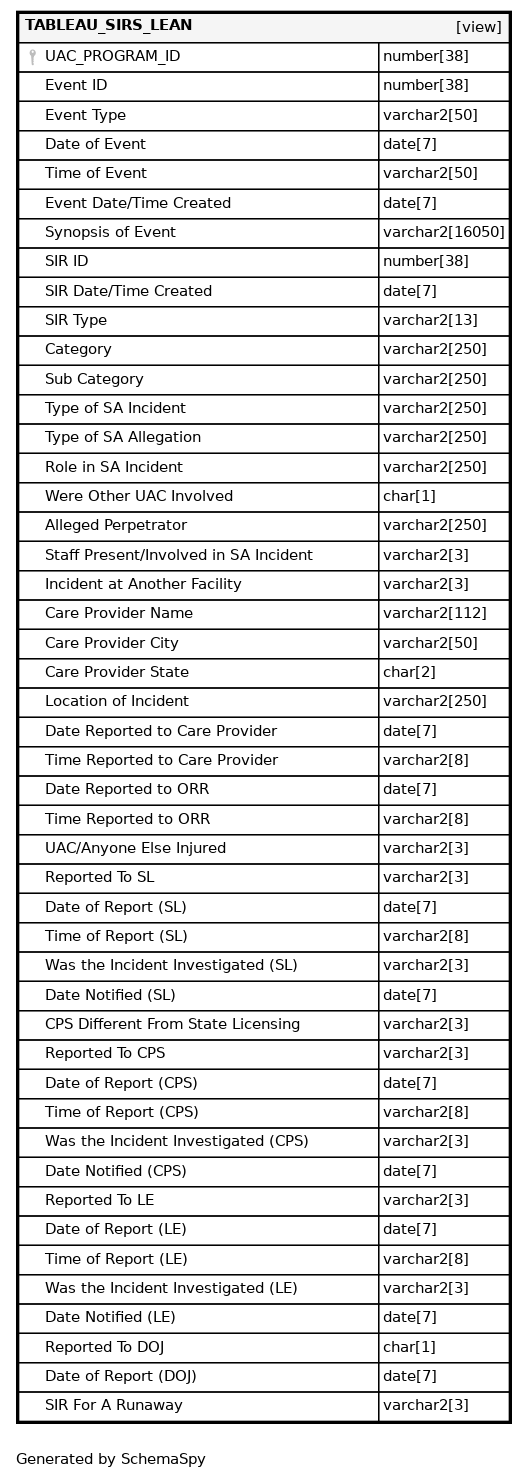 TABLEAU_SIRS_LEAN [view]
UAC_PROGRAM_ID number[38]
Event ID number[38]
Event Type varchar2[50]
Date of Event date[7]
Time of Event varchar2[50]
Event Date/Time Created date[7]
Synopsis of Event varchar2[16050]
SIR ID number[38]
SIR Date/Time Created date[7]
SIR Type varchar2[13]
Category varchar2[250]
Sub Category varchar2[250]
Type of SA Incident varchar2[250]
Type of SA Allegation varchar2[250]
Role in SA Incident varchar2[250]
Were Other UAC Involved char[1]
Alleged Perpetrator varchar2[250]
Staff Present/Involved in SA Incident varchar2[3]
Incident at Another Facility varchar2[3]
Care Provider Name varchar2[112]
Care Provider City varchar2[50]
Care Provider State char[2]
Location of Incident varchar2[250]
Date Reported to Care Provider date[7]
Time Reported to Care Provider varchar2[8]
Date Reported to ORR date[7]
Time Reported to ORR varchar2[8]
UAC/Anyone Else Injured varchar2[3]
Reported To SL varchar2[3]
Date of Report (SL) date[7]
Time of Report (SL) varchar2[8]
Was the Incident Investigated (SL) varchar2[3]
Date Notified (SL) date[7]
CPS Different From State Licensing varchar2[3]
Reported To CPS varchar2[3]
Date of Report (CPS) date[7]
Time of Report (CPS) varchar2[8]
Was the Incident Investigated (CPS) varchar2[3]
Date Notified (CPS) date[7]
Reported To LE varchar2[3]
Date of Report (LE) date[7]
Time of Report (LE) varchar2[8]
Was the Incident Investigated (LE) varchar2[3]
Date Notified (LE) date[7]
Reported To DOJ char[1]
Date of Report (DOJ) date[7]
SIR For A Runaway varchar2[3]
Generated by SchemaSpy